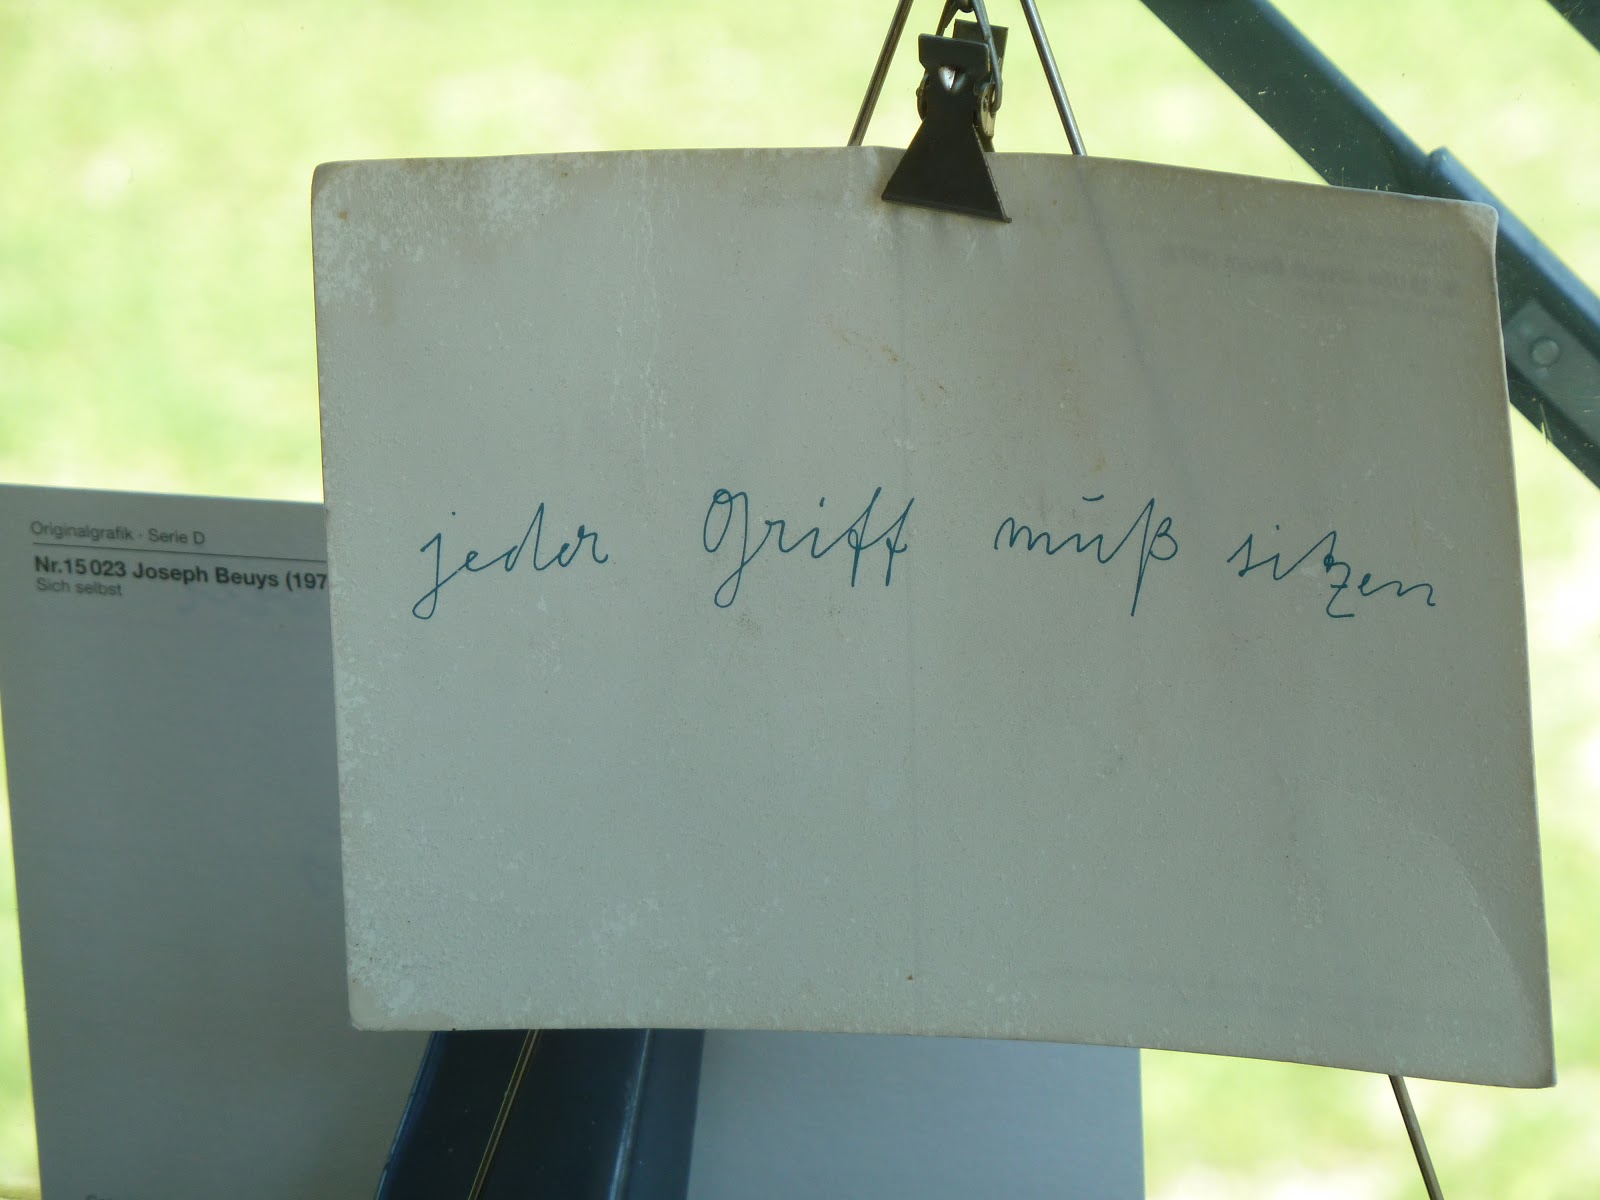 Originalgrafik · Serie D
Nr.15023 Joseph Beuys (197
Sich selbst
jeder Griff muß sitzen